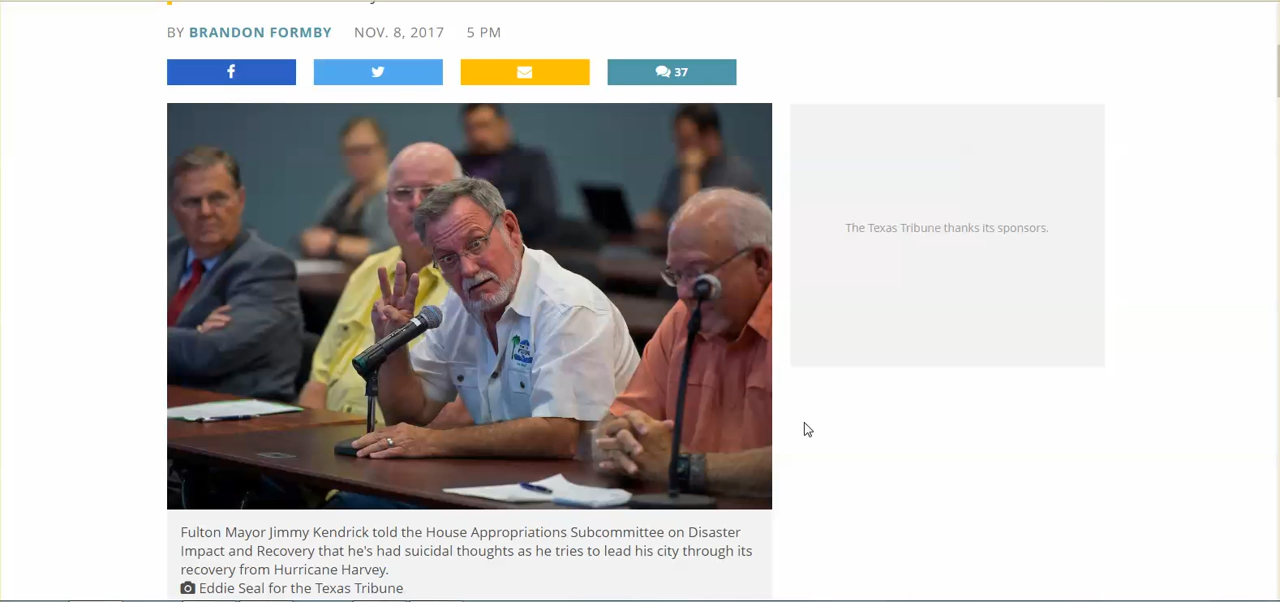 BY BRANDON FORMBY NOV. 8, 2017 5 PM
37
The Texas Tribune thanks its sponsors.
Fulton Mayor Jimmy Kendrick told the House Appropriations Subcommittee on Disaster
Impact and Recovery that he's had suicidal thoughts as he tries to lead his city through its
recovery from Hurricane Harvey.
Eddie Seal for the Texas Tribune